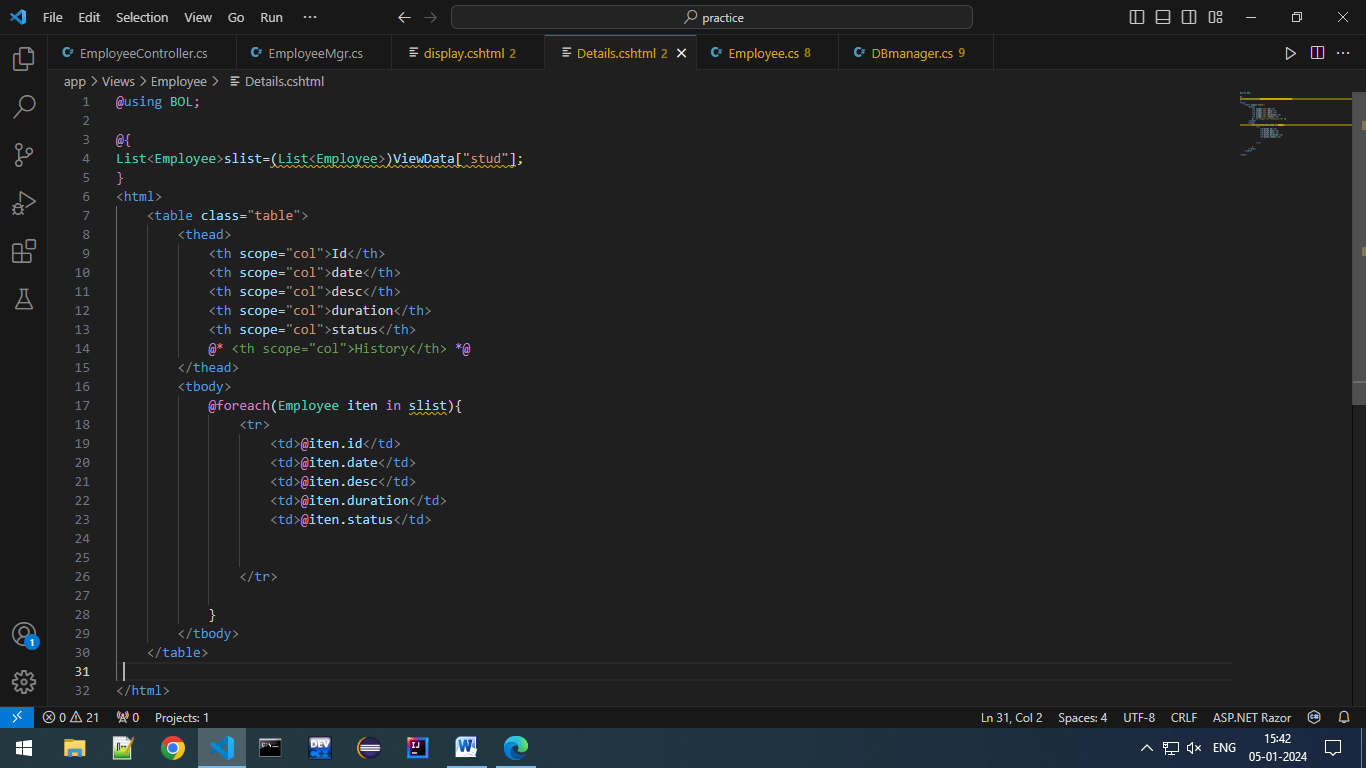 File Edit Selection View Go Run ··· practice
EmployeeController.cs EmployeeMgr.cs display.cshtml 2 Details.cshtml 2 Employee.cs 8 DBmanager.cs 9
app > Views > Employee > Details.cshtml
1 @using BOL;
2
3 @{
4 List<Employee>slist=(List<Employee>)ViewData["stud"];
5 }
6 <html>
7 <table class="table">
8 <thead>
9 <th scope="col">Id</th>
10 <th scope="col">date</th>
11 <th scope="col">desc</th>
12 <th scope="col">duration</th>
13 <th scope="col">status</th>
14 @* <th scope="col">History</th> *@
15 </thead>
16 <tbody>
17 @foreach(Employee iten in slist){
18 <tr>
19 <td>@iten.id</td>
20 <td>@iten.date</td>
21 <td>@iten.desc</td>
22 <td>@iten.duration</td>
23 <td>@iten.status</td>
24
25
26 </tr>
27
28 }
29 </tbody>
30 </table>
31
32 </html>
1
0 21 0 Projects: 1 Ln 31, Col 2 Spaces: 4 UTF-8 CRLF ASP.NET Razor
DEV IJ W ENG 15:42
05-01-2024